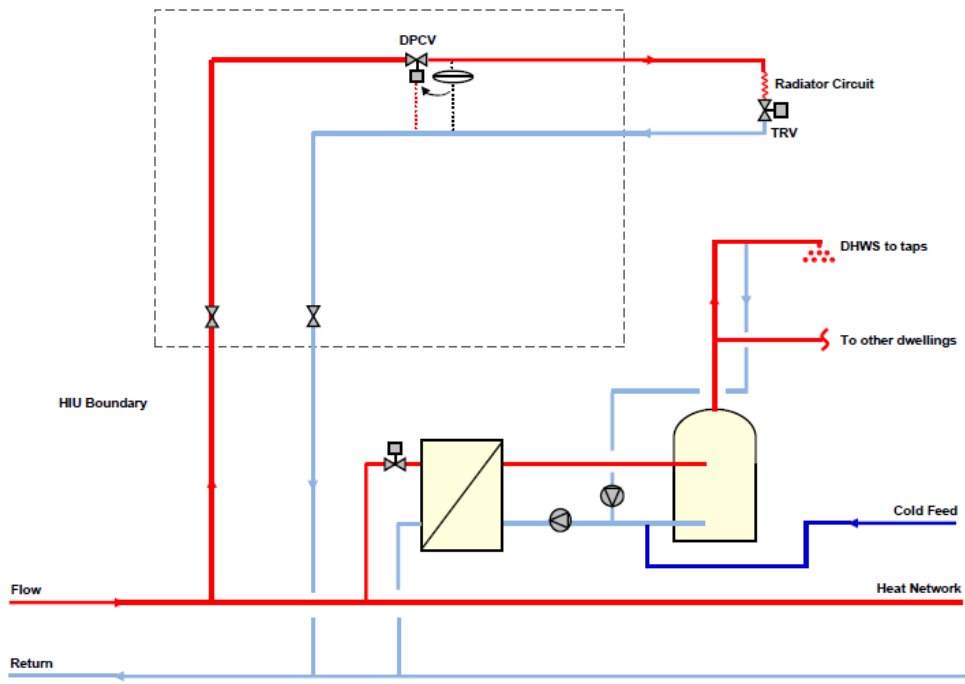 DPCV
Radiator Circuit
TRV
DHWS to taps
To other dwellings
HIU Boundary
Cold Feed
Flow
Heat Network
Return